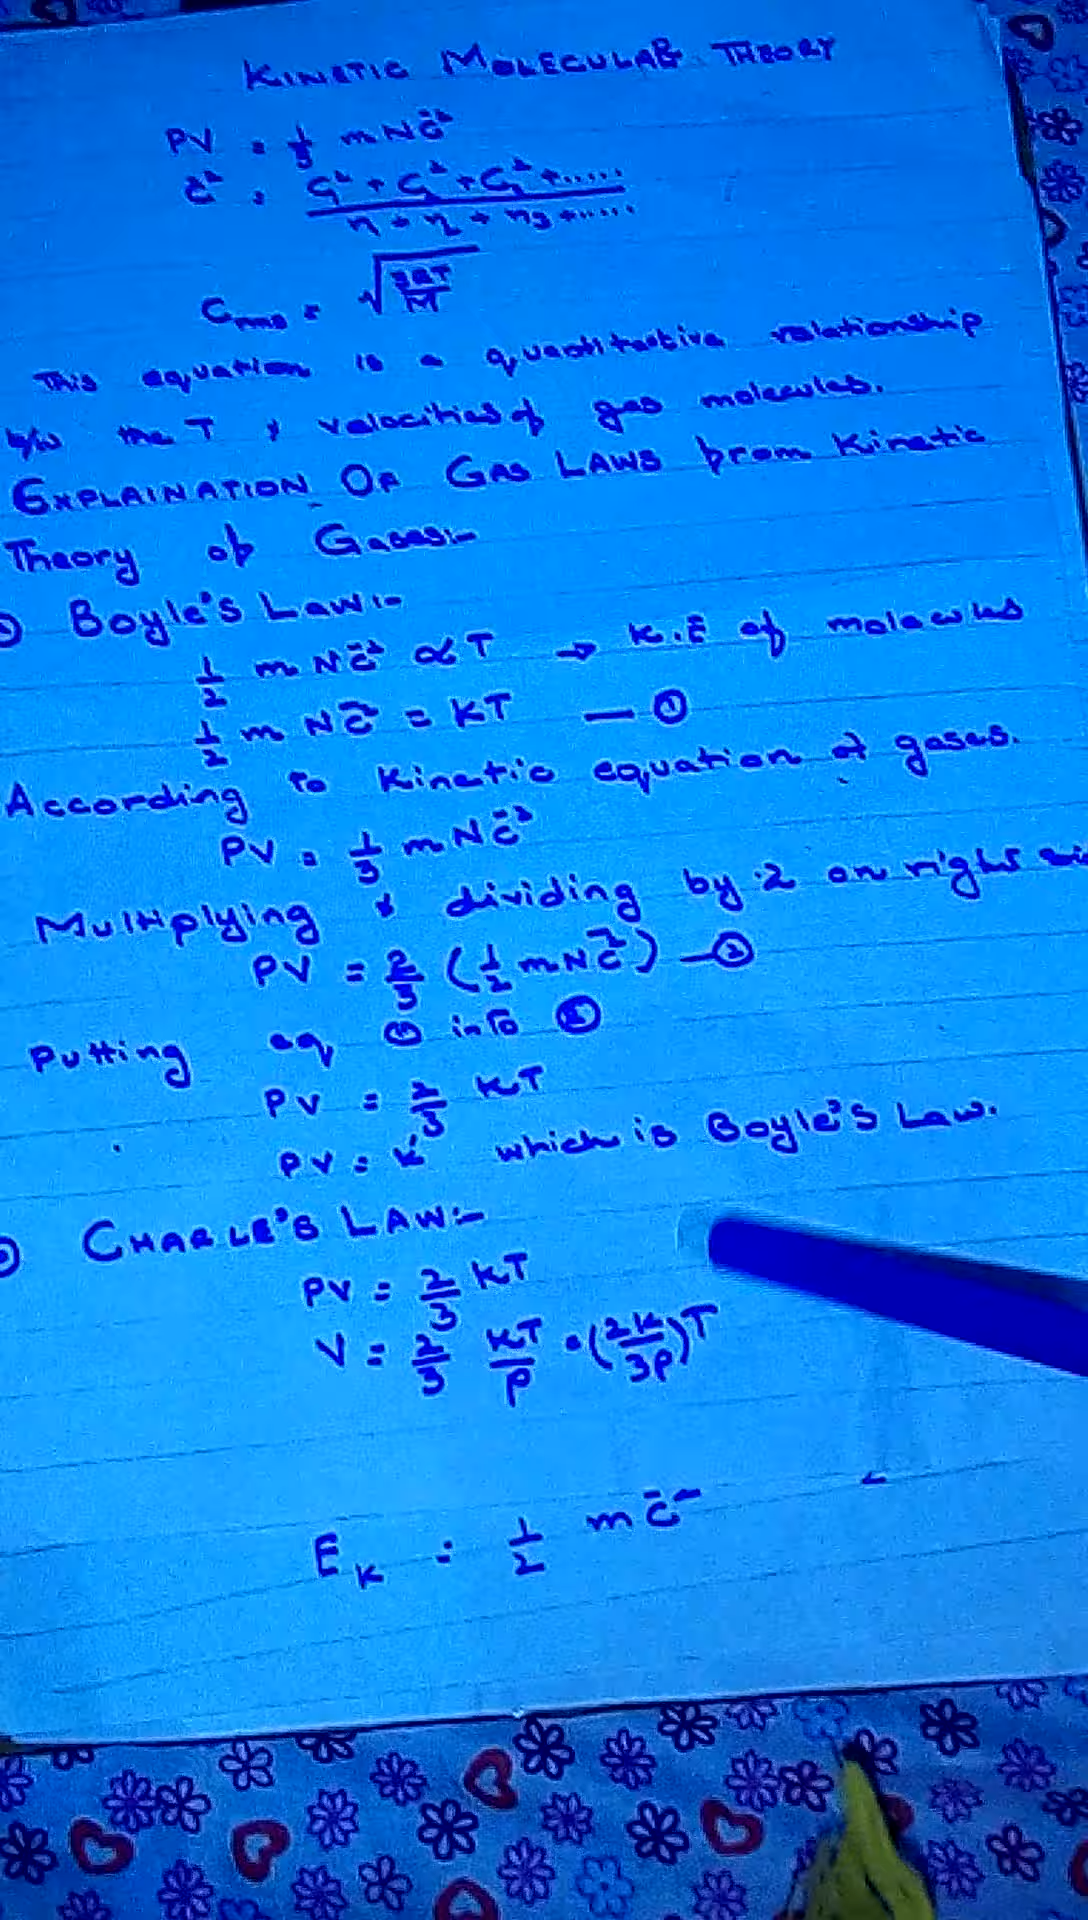 KINETIC MOLECULAR THEORY
PV = 1/3 mNc̄²
c̄² = C₁² + C₂² + C₃² + .....
n₁ + n₂ + n₃ + .....
Crms = √3RT/M
This equation is a quantitative relationship
b/w the T & velocities of gas molecules.
EXPLAINATION OF GAS LAWS from Kinetic
Theory of Gases:-
BOYLE'S LAW:-
1/2 mNc̄² ∝ T → K.E of molecules
1/2 mNc̄² = KT — ①
According to Kinetic equation of gases.
PV = 1/3 mNc̄²
Multiplying & dividing by 2 on right
PV = 2/3 (1/2 mNc̄²) — ②
Putting eq ① into ②
PV = 2/3 KT
PV = K' which is Boyle's Law.
CHARLE'S LAW:-
PV = 2/3 KT
V = 2/3 KT/P = (2K/3P)T
E_K = 1/2 mc̄²